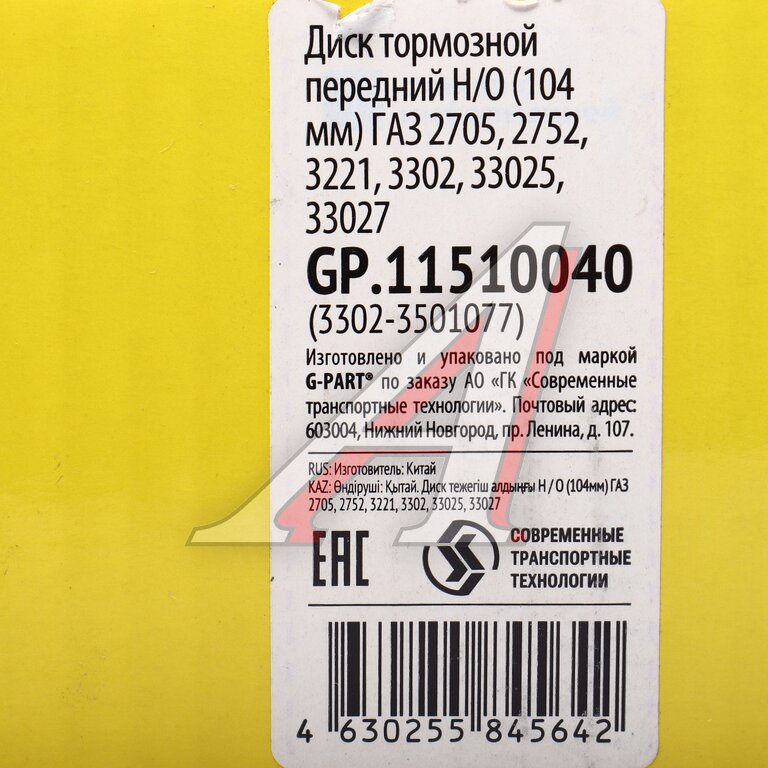 Диск тормозной
передний Н/О (104
мм) ГАЗ 2705, 2752,
3221, 3302, 33025,
33027
GP.11510040
(3302-3501077)
Изготовлено и упаковано под маркой
G-PART® по заказу АО «ГК «Современные
транспортные технологии». Почтовый адрес:
603004, Нижний Новгород, пр. Ленина, д. 107.
RUS: Изготовитель: Китай
KAZ: Өндіруші: Қытай. Диск тежегіш алдыңғы Н / О (104мм) ГАЗ
2705, 2752, 3221, 3302, 33025, 33027
EAC
СОВРЕМЕННЫЕ
ТРАНСПОРТНЫЕ
ТЕХНОЛОГИИ
4 630255 845642